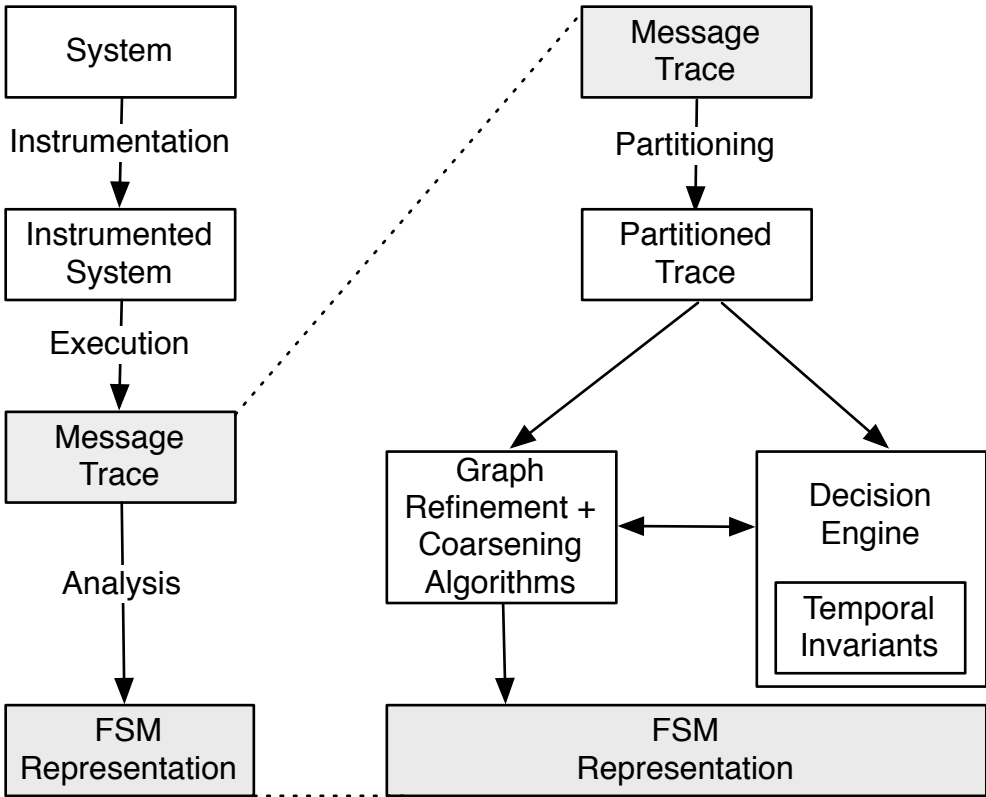 System
Instrumentation
Instrumented
System
Execution
Message
Trace
Analysis
FSM
Representation
Message
Trace
Partitioning
Partitioned
Trace
Graph
Refinement +
Coarsening
Algorithms
Decision
Engine
Temporal
Invariants
FSM
Representation